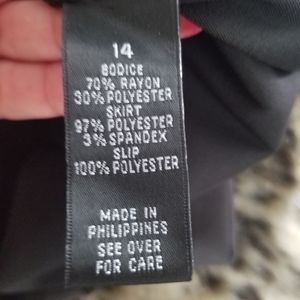 14
BODICE
70% RAYON
30% POLYESTER
SKIRT
97% POLYESTER
3% SPANDEX
SLIP
100% POLYESTER
MADE IN
PHILIPPINES
SEE OVER
FOR CARE